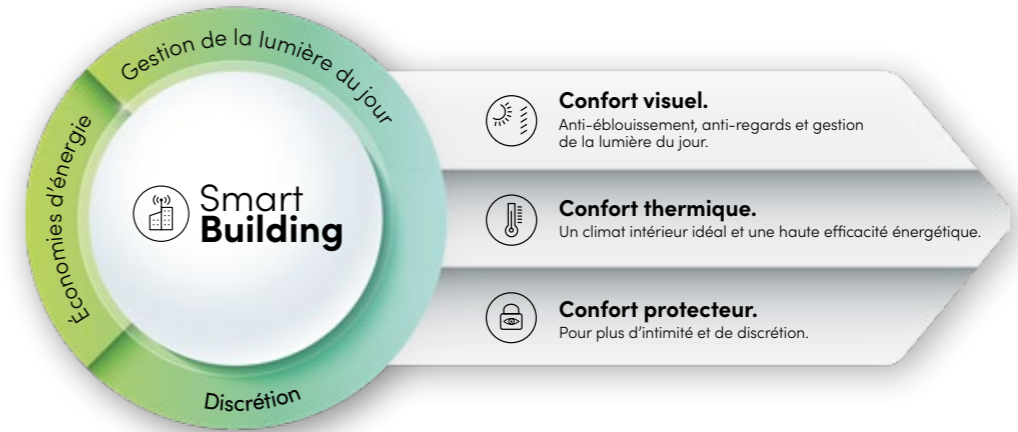 Gestion de la lumière du jour
Économies d'énergie
Smart
Building
Discrétion
Confort visuel.
Anti-éblouissement, anti-regards et gestion
de la lumière du jour.
Confort thermique.
Un climat intérieur idéal et une haute efficacité énergétique.
Confort protecteur.
Pour plus d'intimité et de discrétion.